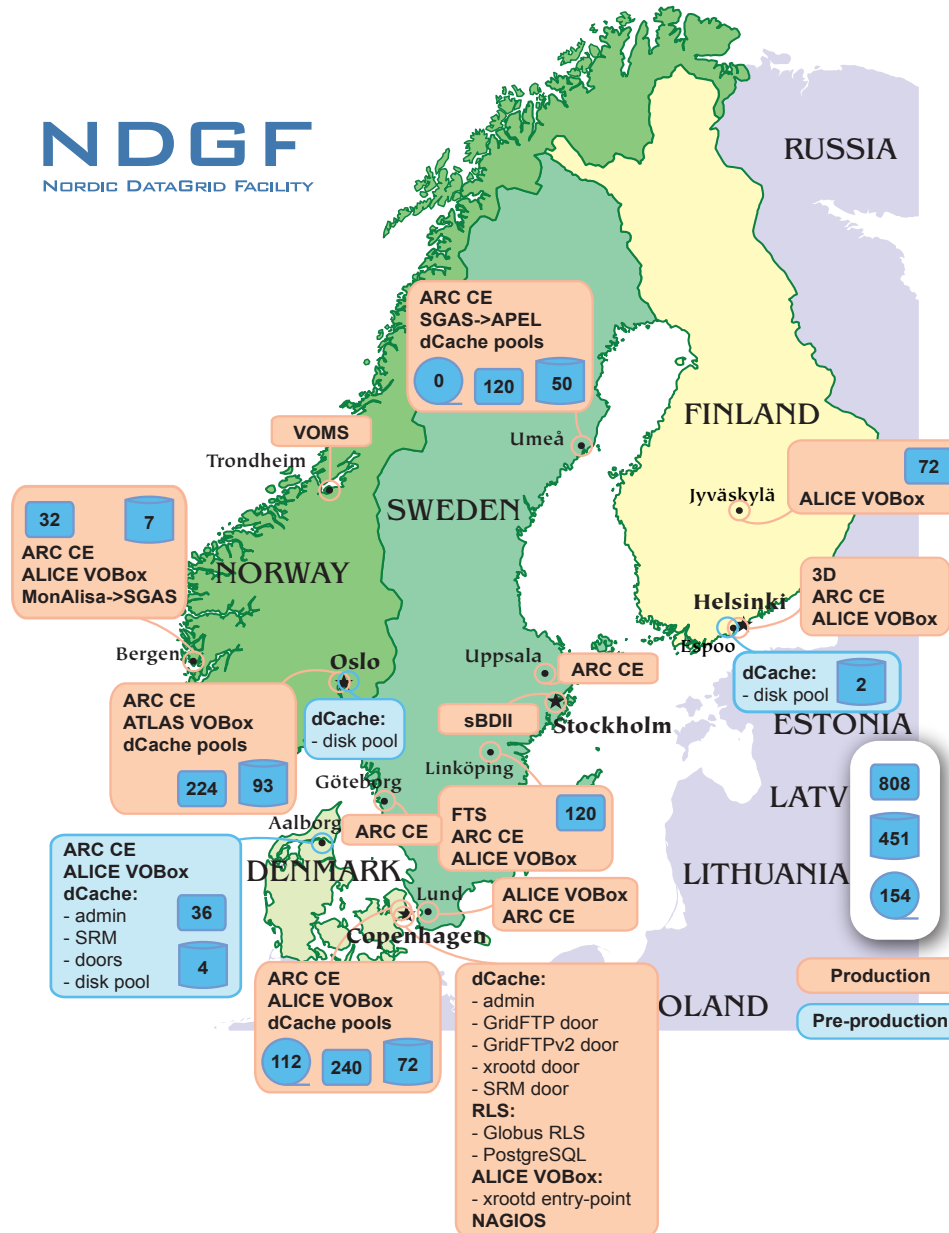 NDGF
NORDIC DATAGRID FACILITY
RUSSIA
ARC CE
SGAS->APEL
dCache pools
0
120
50
FINLAND
Umeå
VOMS
Trondheim
72
ALICE VOBox
Jyväskylä
SWEDEN
32
7
ARC CE
ALICE VOBox
MonAlisa->SGAS
NORWAY
3D
ARC CE
ALICE VOBox
Helsinki
Espoo
Bergen
Oslo
Uppsala
ARC CE
dCache:
- disk pool
2
ARC CE
ATLAS VOBox
dCache pools
224
93
dCache:
- disk pool
sBDII
Stockholm
ESTONIA
Linköping
Göteborg
ARC CE
FTS
ARC CE
ALICE VOBox
120
LATV
808
451
154
LITHUANIA
Aalborg
DENMARK
ARC CE
ALICE VOBox
dCache:
- admin
- SRM
- doors
- disk pool
36
4
Lund
ALICE VOBox
ARC CE
Copenhagen
ARC CE
ALICE VOBox
dCache pools
112
240
72
dCache:
- admin
- GridFTP door
- GridFTPv2 door
- xrootd door
- SRM door
RLS:
- Globus RLS
- PostgreSQL
ALICE VOBox:
- xrootd entry-point
NAGIOS
OLAND
Production
Pre-production